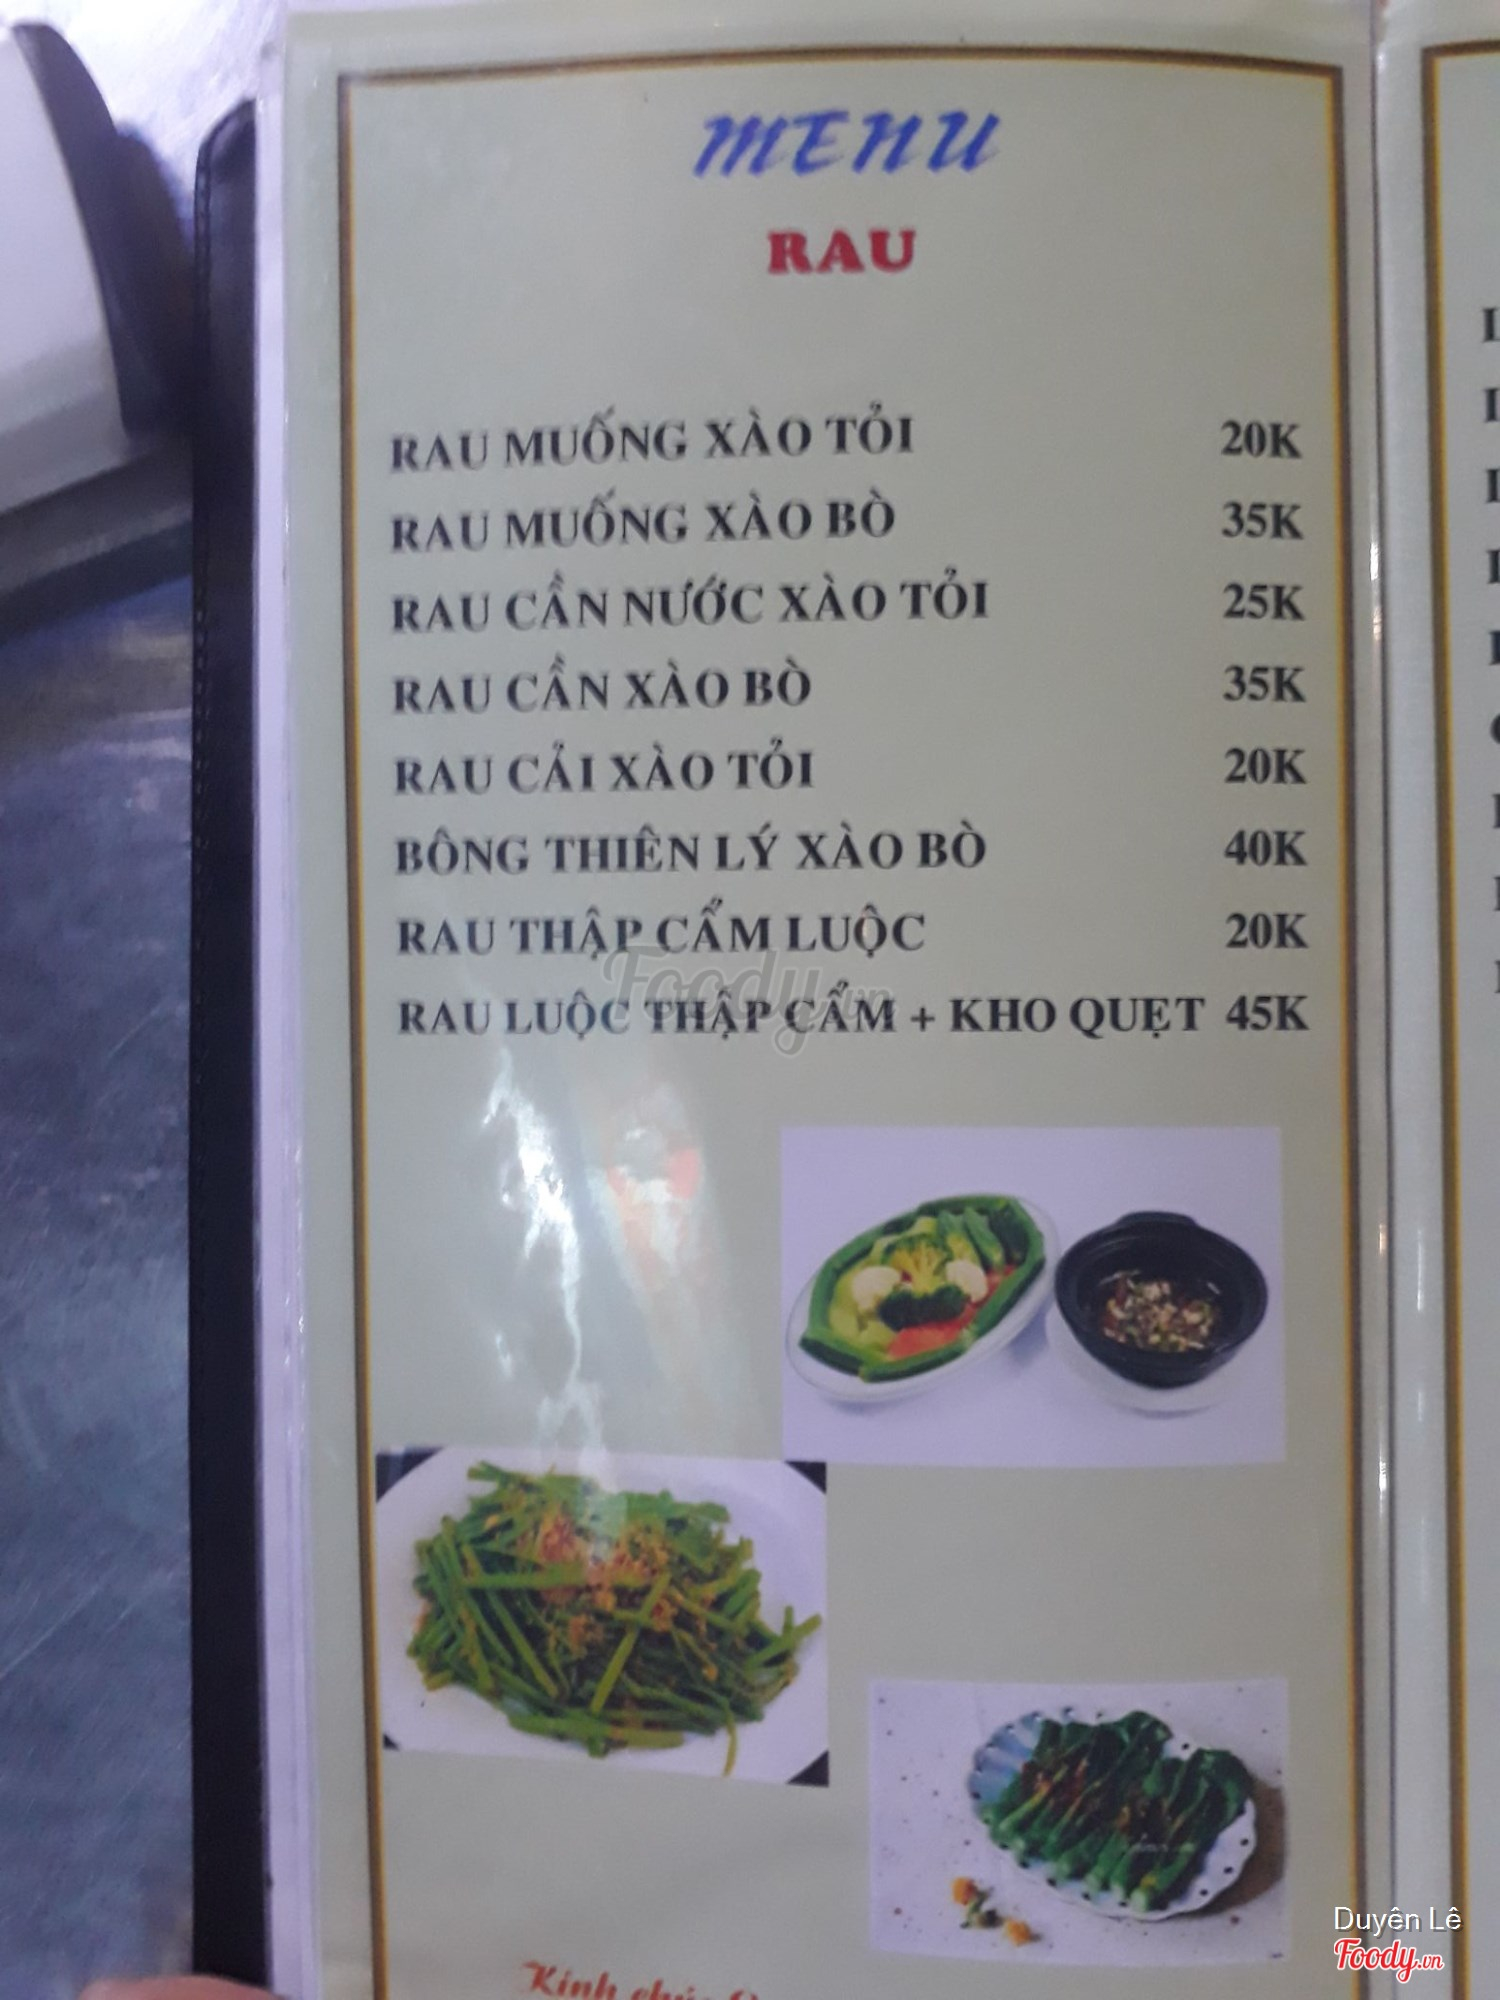 MENU
RAU
RAU MUỐNG XÀO TỎI 20K
RAU MUỐNG XÀO BÒ 35K
RAU CẦN NƯỚC XÀO TỎI 25K
RAU CẦN XÀO BÒ 35K
RAU CẢI XÀO TỎI 20K
BÔNG THIÊN LÝ XÀO BÒ 40K
RAU THẬP CẨM LUỘC 20K
RAU LUỘC THẬP CẨM + KHO QUẸT 45K
Foody.vn
Kính chúc
Duyên Lê
Foody.vn